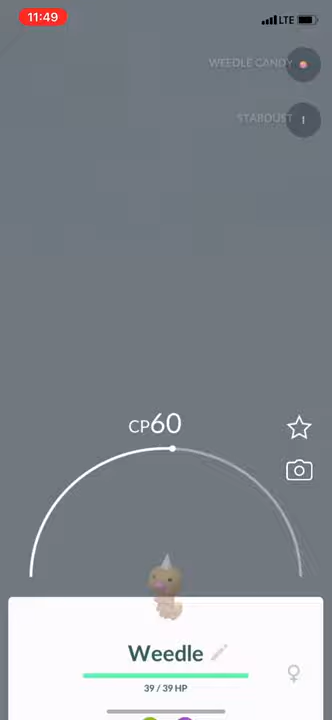 11:49
LTE
WEEDLE CANDY
STARDUST
CP60
Weedle
39 / 39 HP